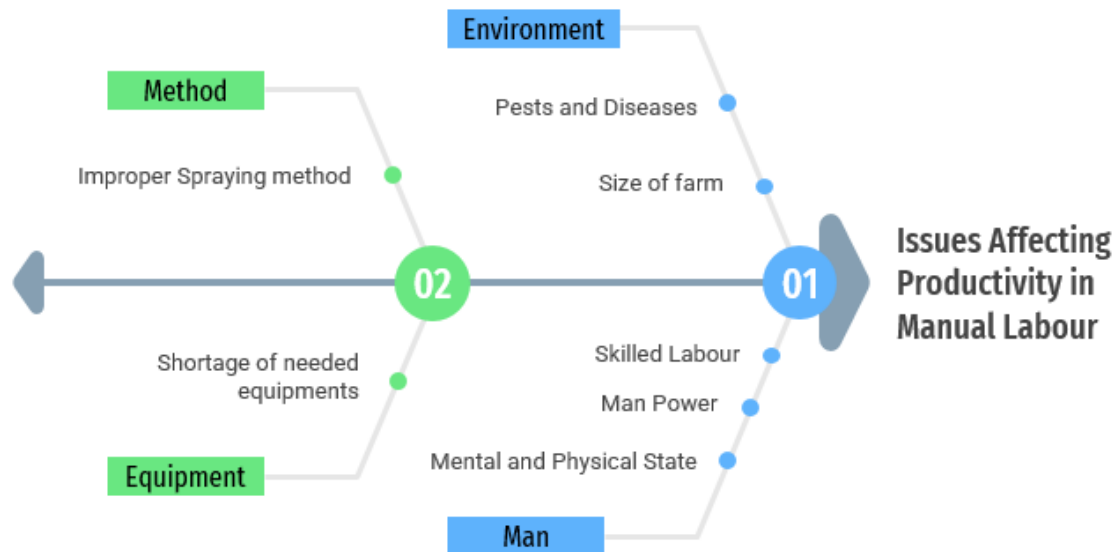 Environment
Pests and Diseases
Size of farm
Method
Improper Spraying method
02
01
Issues Affecting
Productivity in
Manual Labour
Shortage of needed
equipments
Equipment
Skilled Labour
Man Power
Mental and Physical State
Man